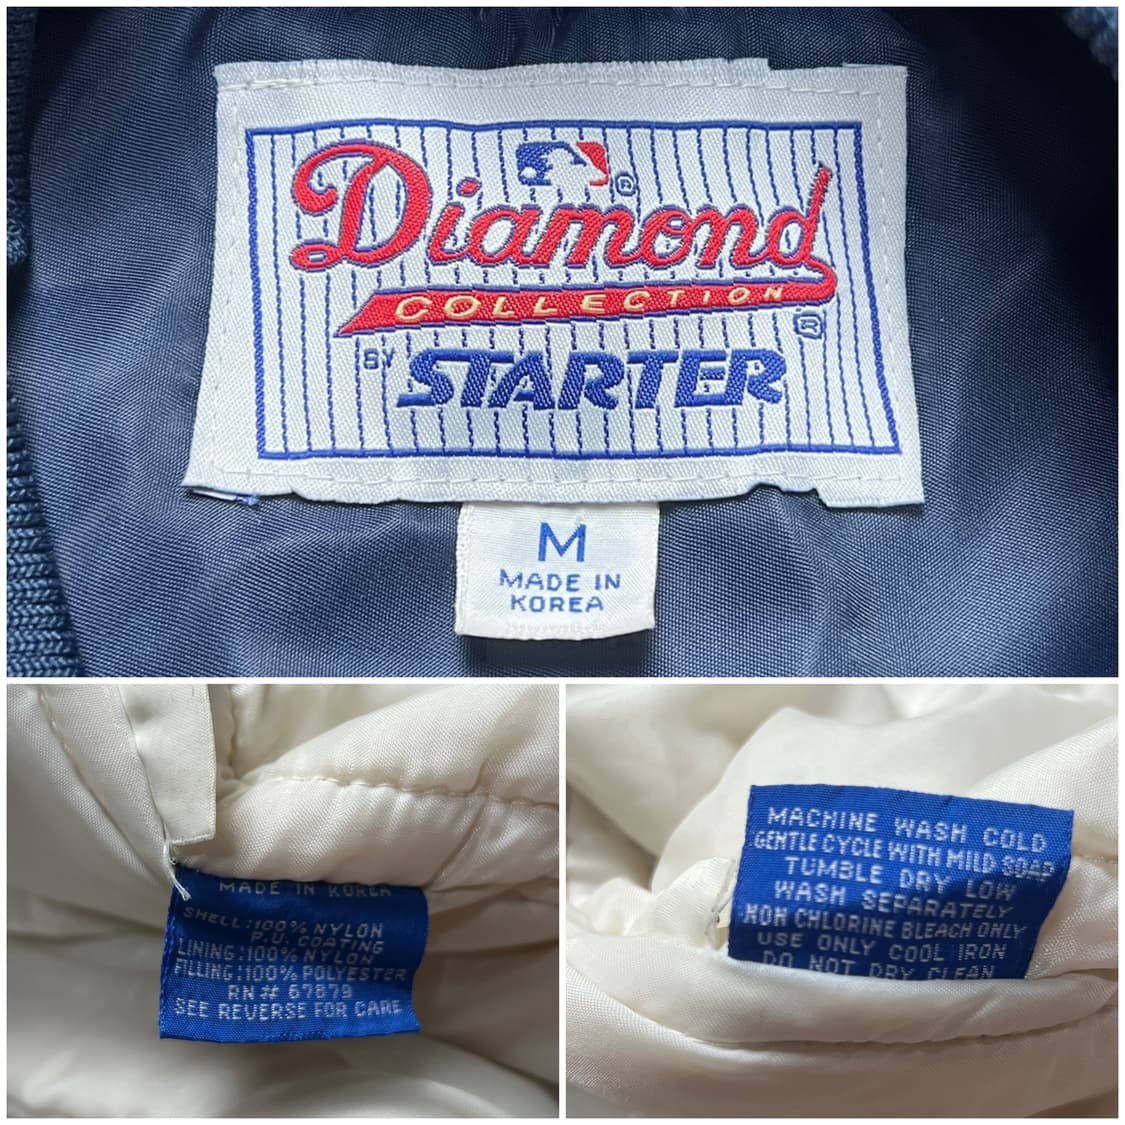 Diamond ®
COLLECTION
®
BY STARTER
M
MADE IN
KOREA
MADE IN KOREA
SHELL:100% NYLON
P.U. COATING
LINING:100% NYLON
FILLING:100% POLYESTER
RN# 67879
SEE REVERSE FOR CARE
MACHINE WASH COLD
GENTLE CYCLE WITH MILD SOAP
TUMBLE DRY LOW
WASH SEPARATELY
NON CHLORINE BLEACH ONLY
USE ONLY COOL IRON
DO NOT DRY CLEAN